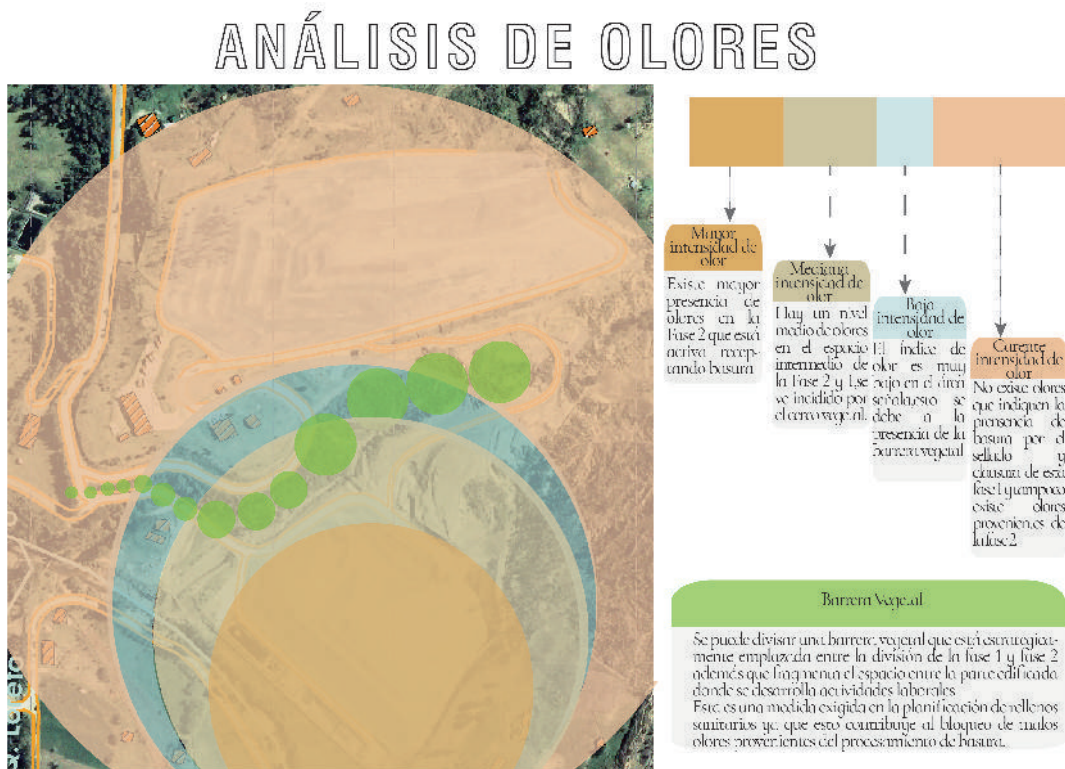 ANÁLISIS DE OLORES
Mayor
intensidad de
olor
Existe mayor
presencia de
olores en la
Fase 2 que está
activa recep-
tando basura
Mediana
intensidad de
olor
Hay un nivel
medio de olores
en el espacio
intermedio de
la Fase 2 y 1,se
ve incidido por
el cerco vegetal.
Baja
intensidad de
olor
El índice de
olor es muy
bajo en el área
señala,esto se
debe a la
presencia de la
barrera vegetal
Carente
intensidad de
olor
No existe olores
que indiquen la
prensencia de
basura por el
sellado y
clausura de esta
fase 1 y tampoco
existe olores
provenientes de
la fase 2
Barrera Vegetal
Se puede divisar una barrera vegetal que está estrategica-
mente emplazada entre la división de la fase 1 y fase 2
además que fragmenta el espacio entre la parte edificada
donde se desarrolla actividades laborales
Esta es una medida exigida en la planificación de rellenos
sanitarios ya que esto contribuye al bloqueo de malos
olores provenientes del procesamiento de basura.
Q.